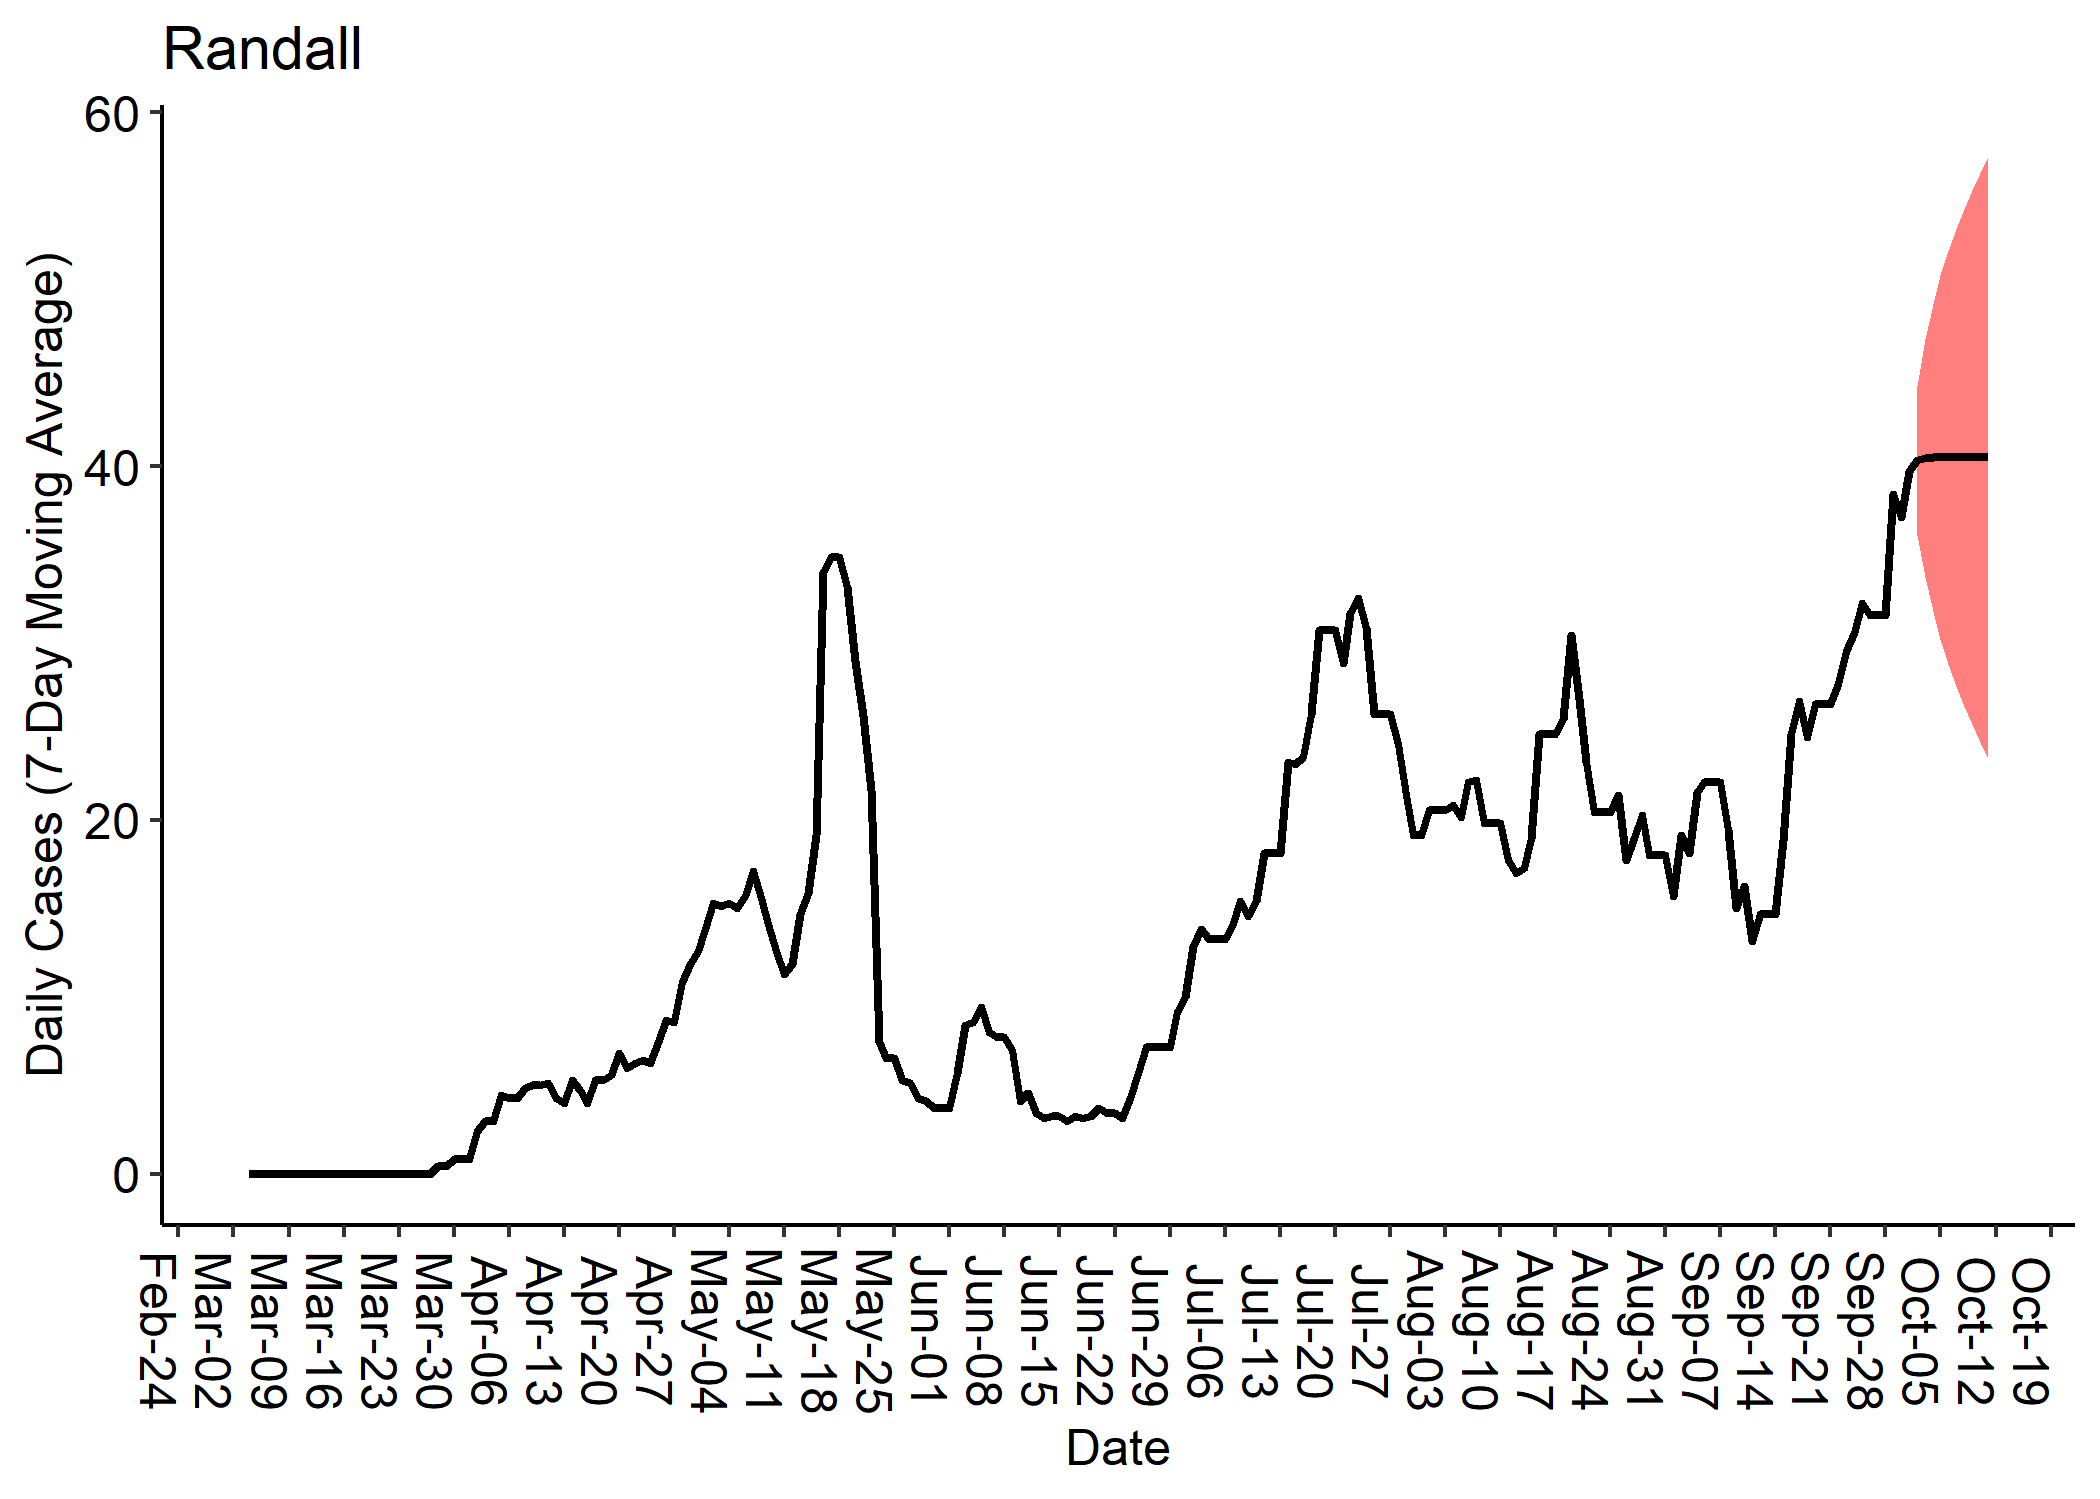 Randall
60
40
20
0
Daily Cases (7-Day Moving Average)
Feb-24
Mar-02
Mar-09
Mar-16
Mar-23
Mar-30
Apr-06
Apr-13
Apr-20
Apr-27
May-04
May-11
May-18
May-25
Jun-01
Jun-08
Jun-15
Jun-22
Jun-29
Jul-06
Jul-13
Jul-20
Jul-27
Aug-03
Aug-10
Aug-17
Aug-24
Aug-31
Sep-07
Sep-14
Sep-21
Sep-28
Oct-05
Oct-12
Oct-19
Date